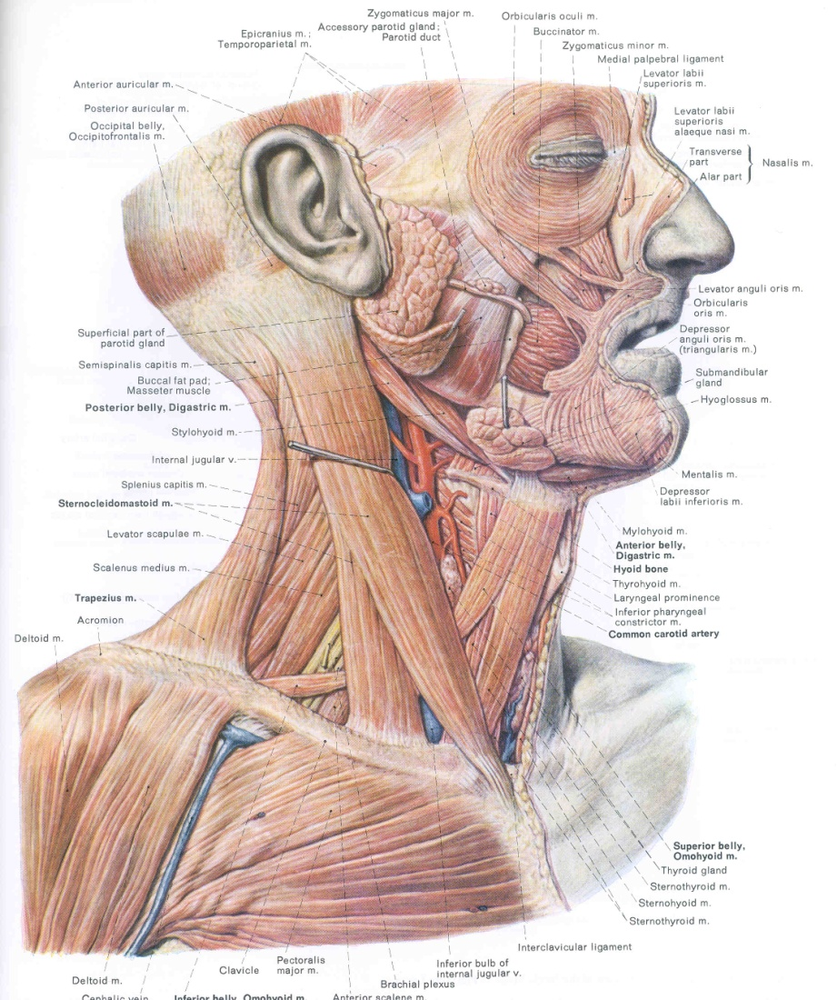 Zygomaticus major m.
Accessory parotid gland;
Parotid duct
Orbicularis oculi m.
Buccinator m.
Zygomaticus minor m.
Medial palpebral ligament
Levator labii
superioris m.
Epicranius m.;
Temporoparietal m.
Anterior auricular m.
Posterior auricular m.
Occipital belly,
Occipitofrontalis m.
Levator labii
superioris
alaeque nasi m.
Transverse
part
Alar part
Nasalis m.
Levator anguli oris m.
Orbicularis
oris m.
Depressor
anguli oris m.
(triangularis m.)
Submandibular
gland
Hyoglossus m.
Superficial part of
parotid gland
Semispinalis capitis m.
Buccal fat pad;
Masseter muscle
Posterior belly, Digastric m.
Stylohyoid m.
Internal jugular v.
Splenius capitis m.
Sternocleidomastoid m.
Levator scapulae m.
Scalenus medius m.
Trapezius m.
Acromion
Deltoid m.
Mentalis m.
Depressor
labii inferioris m.
Mylohyoid m.
Anterior belly,
Digastric m.
Hyoid bone
Thyrohyoid m.
Laryngeal prominence
Inferior pharyngeal
constrictor m.
Common carotid artery
Superior belly,
Omohyoid m.
Thyroid gland
Sternothyroid m.
Sternohyoid m.
Sternothyroid m.
Interclavicular ligament
Inferior bulb of
internal jugular v.
Brachial plexus
Anterior scalene m.
Pectoralis
major m.
Clavicle
Inferior belly, Omohyoid m.
Deltoid m.
Cephalic vein